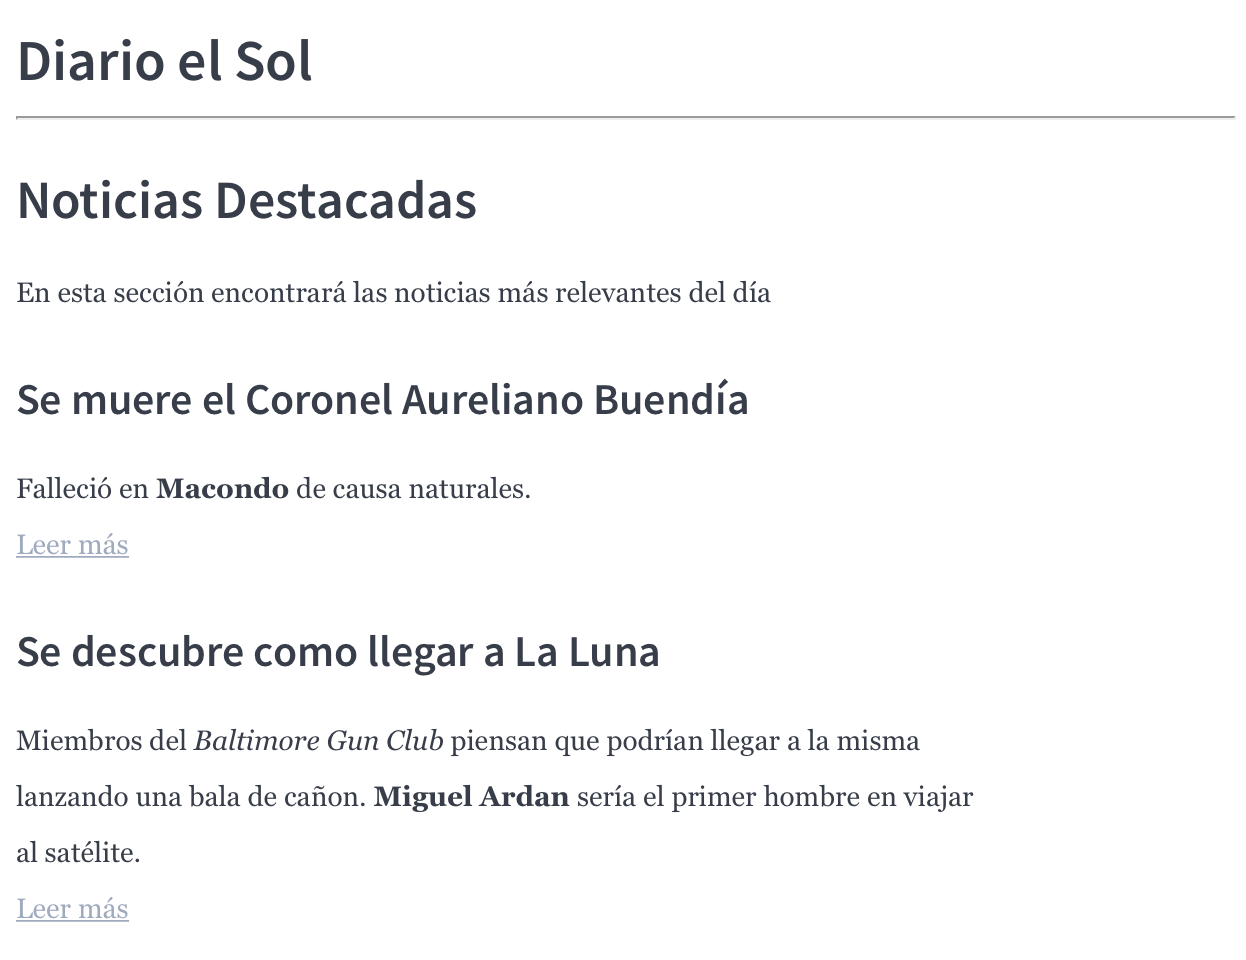 Diario el Sol
Noticias Destacadas
En esta sección encontrará las noticias más relevantes del día
Se muere el Coronel Aureliano Buendía
Falleció en Macondo de causa naturales.
Leer más
Se descubre como llegar a La Luna
Miembros del Baltimore Gun Club piensan que podrían llegar a la misma
lanzando una bala de cañon. Miguel Ardan sería el primer hombre en viajar
al satélite.
Leer más